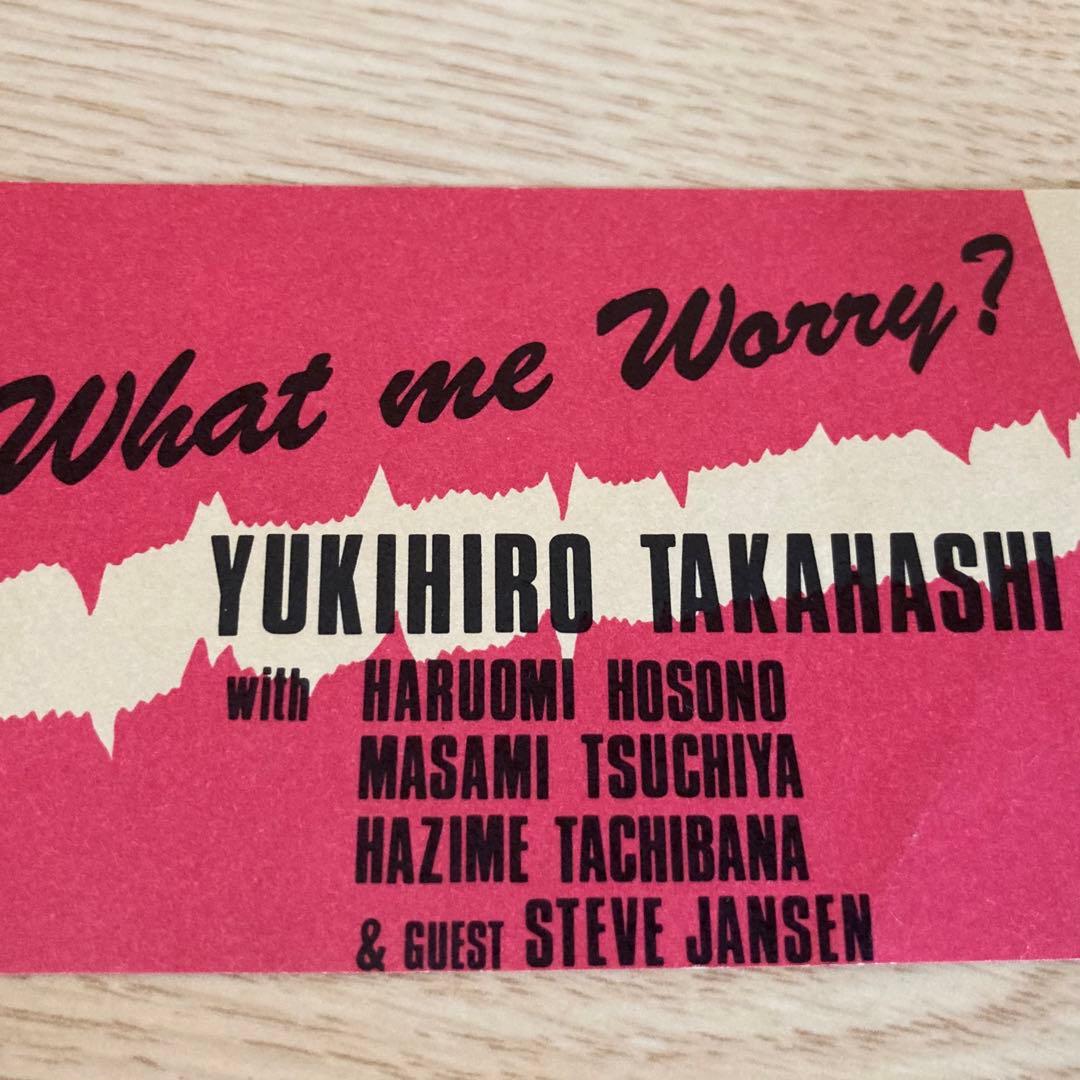 What me Worry?
YUKIHIRO TAKAHASHI
with HARUOMI HOSONO
MASAMI TSUCHIYA
HAZIME TACHIBANA
& GUEST STEVE JANSEN